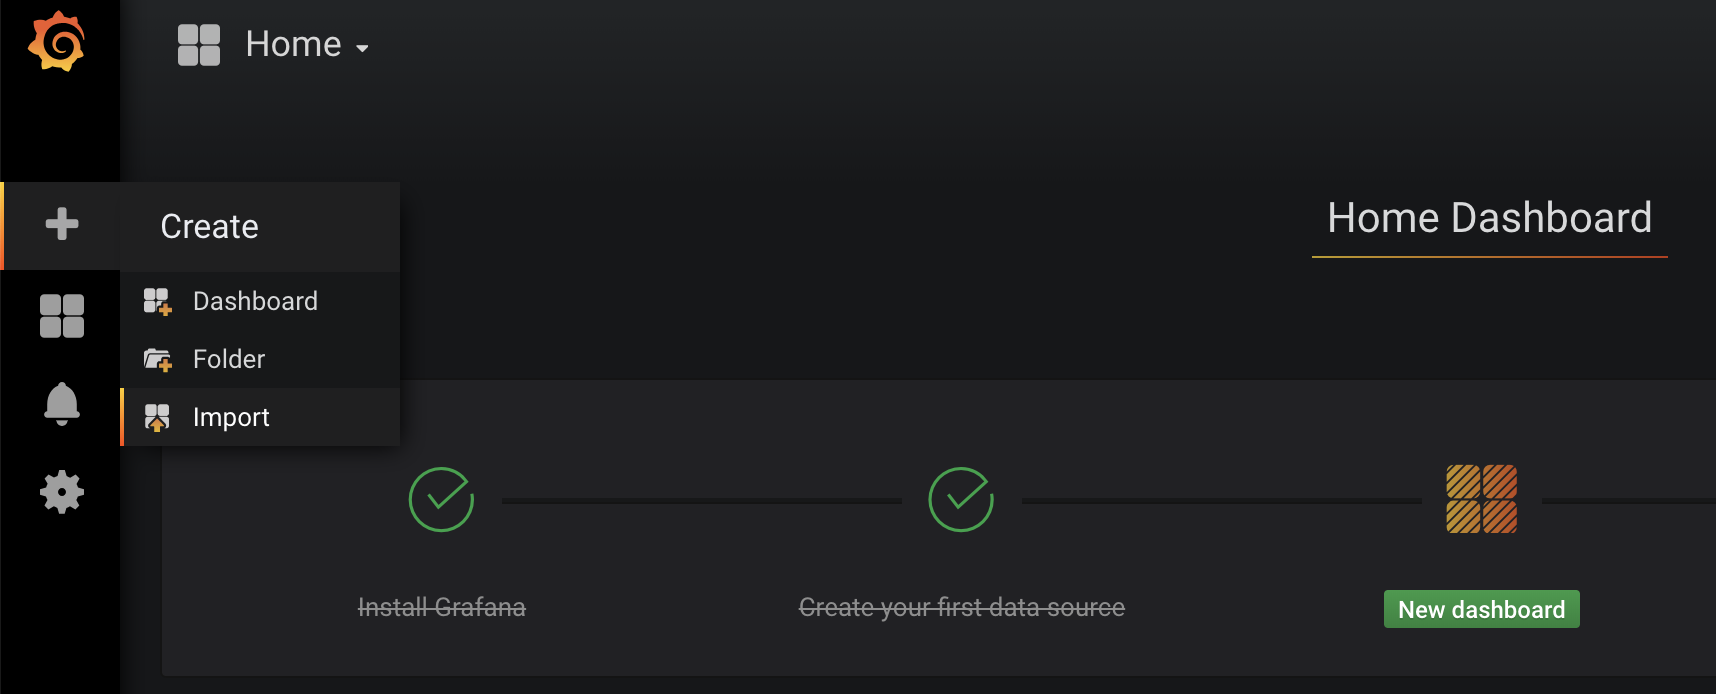 Home
Create
Dashboard
Folder
Import
Home Dashboard
Install Grafana
Create your first data source
New dashboard